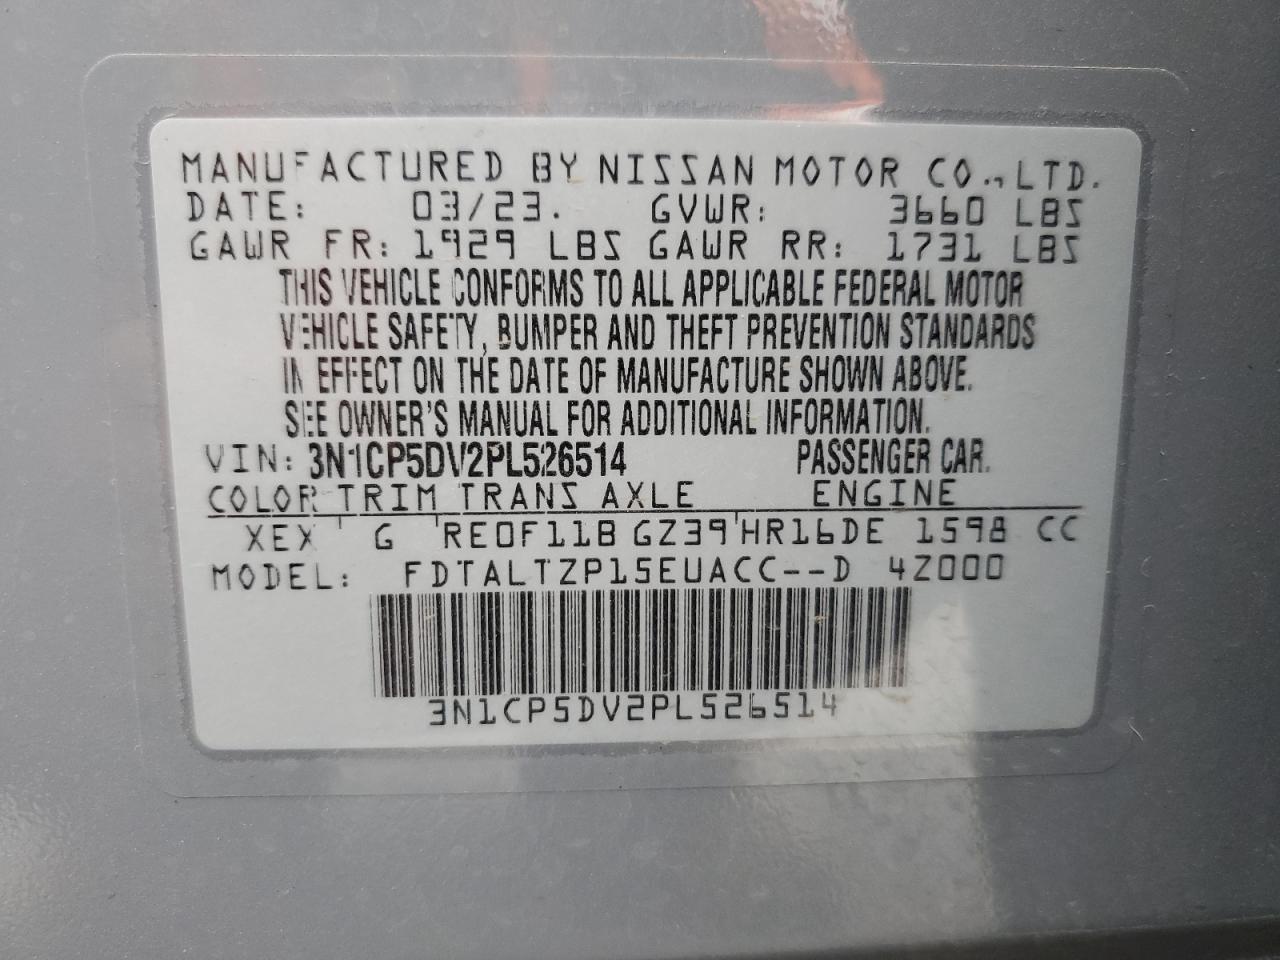 MANUFACTURED BY NISSAN MOTOR CO., LTD.
DATE: 03/23. GVWR: 3660 LBS
GAWR FR: 1929 LBS GAWR RR: 1731 LBS
THIS VEHICLE CONFORMS TO ALL APPLICABLE FEDERAL MOTOR
VEHICLE SAFETY, BUMPER AND THEFT PREVENTION STANDARDS
IN EFFECT ON THE DATE OF MANUFACTURE SHOWN ABOVE.
SEE OWNER'S MANUAL FOR ADDITIONAL INFORMATION.
VIN: 3N1CP5DV2PL526514 PASSENGER CAR.
COLOR TRIM TRANS AXLE ENGINE
XEX ' G ' RE0F11B GZ39 ' HR16DE 1598 CC
MODEL: FDTALTZP15EUACC--D 4Z000
3N1CP5DV2PL526514